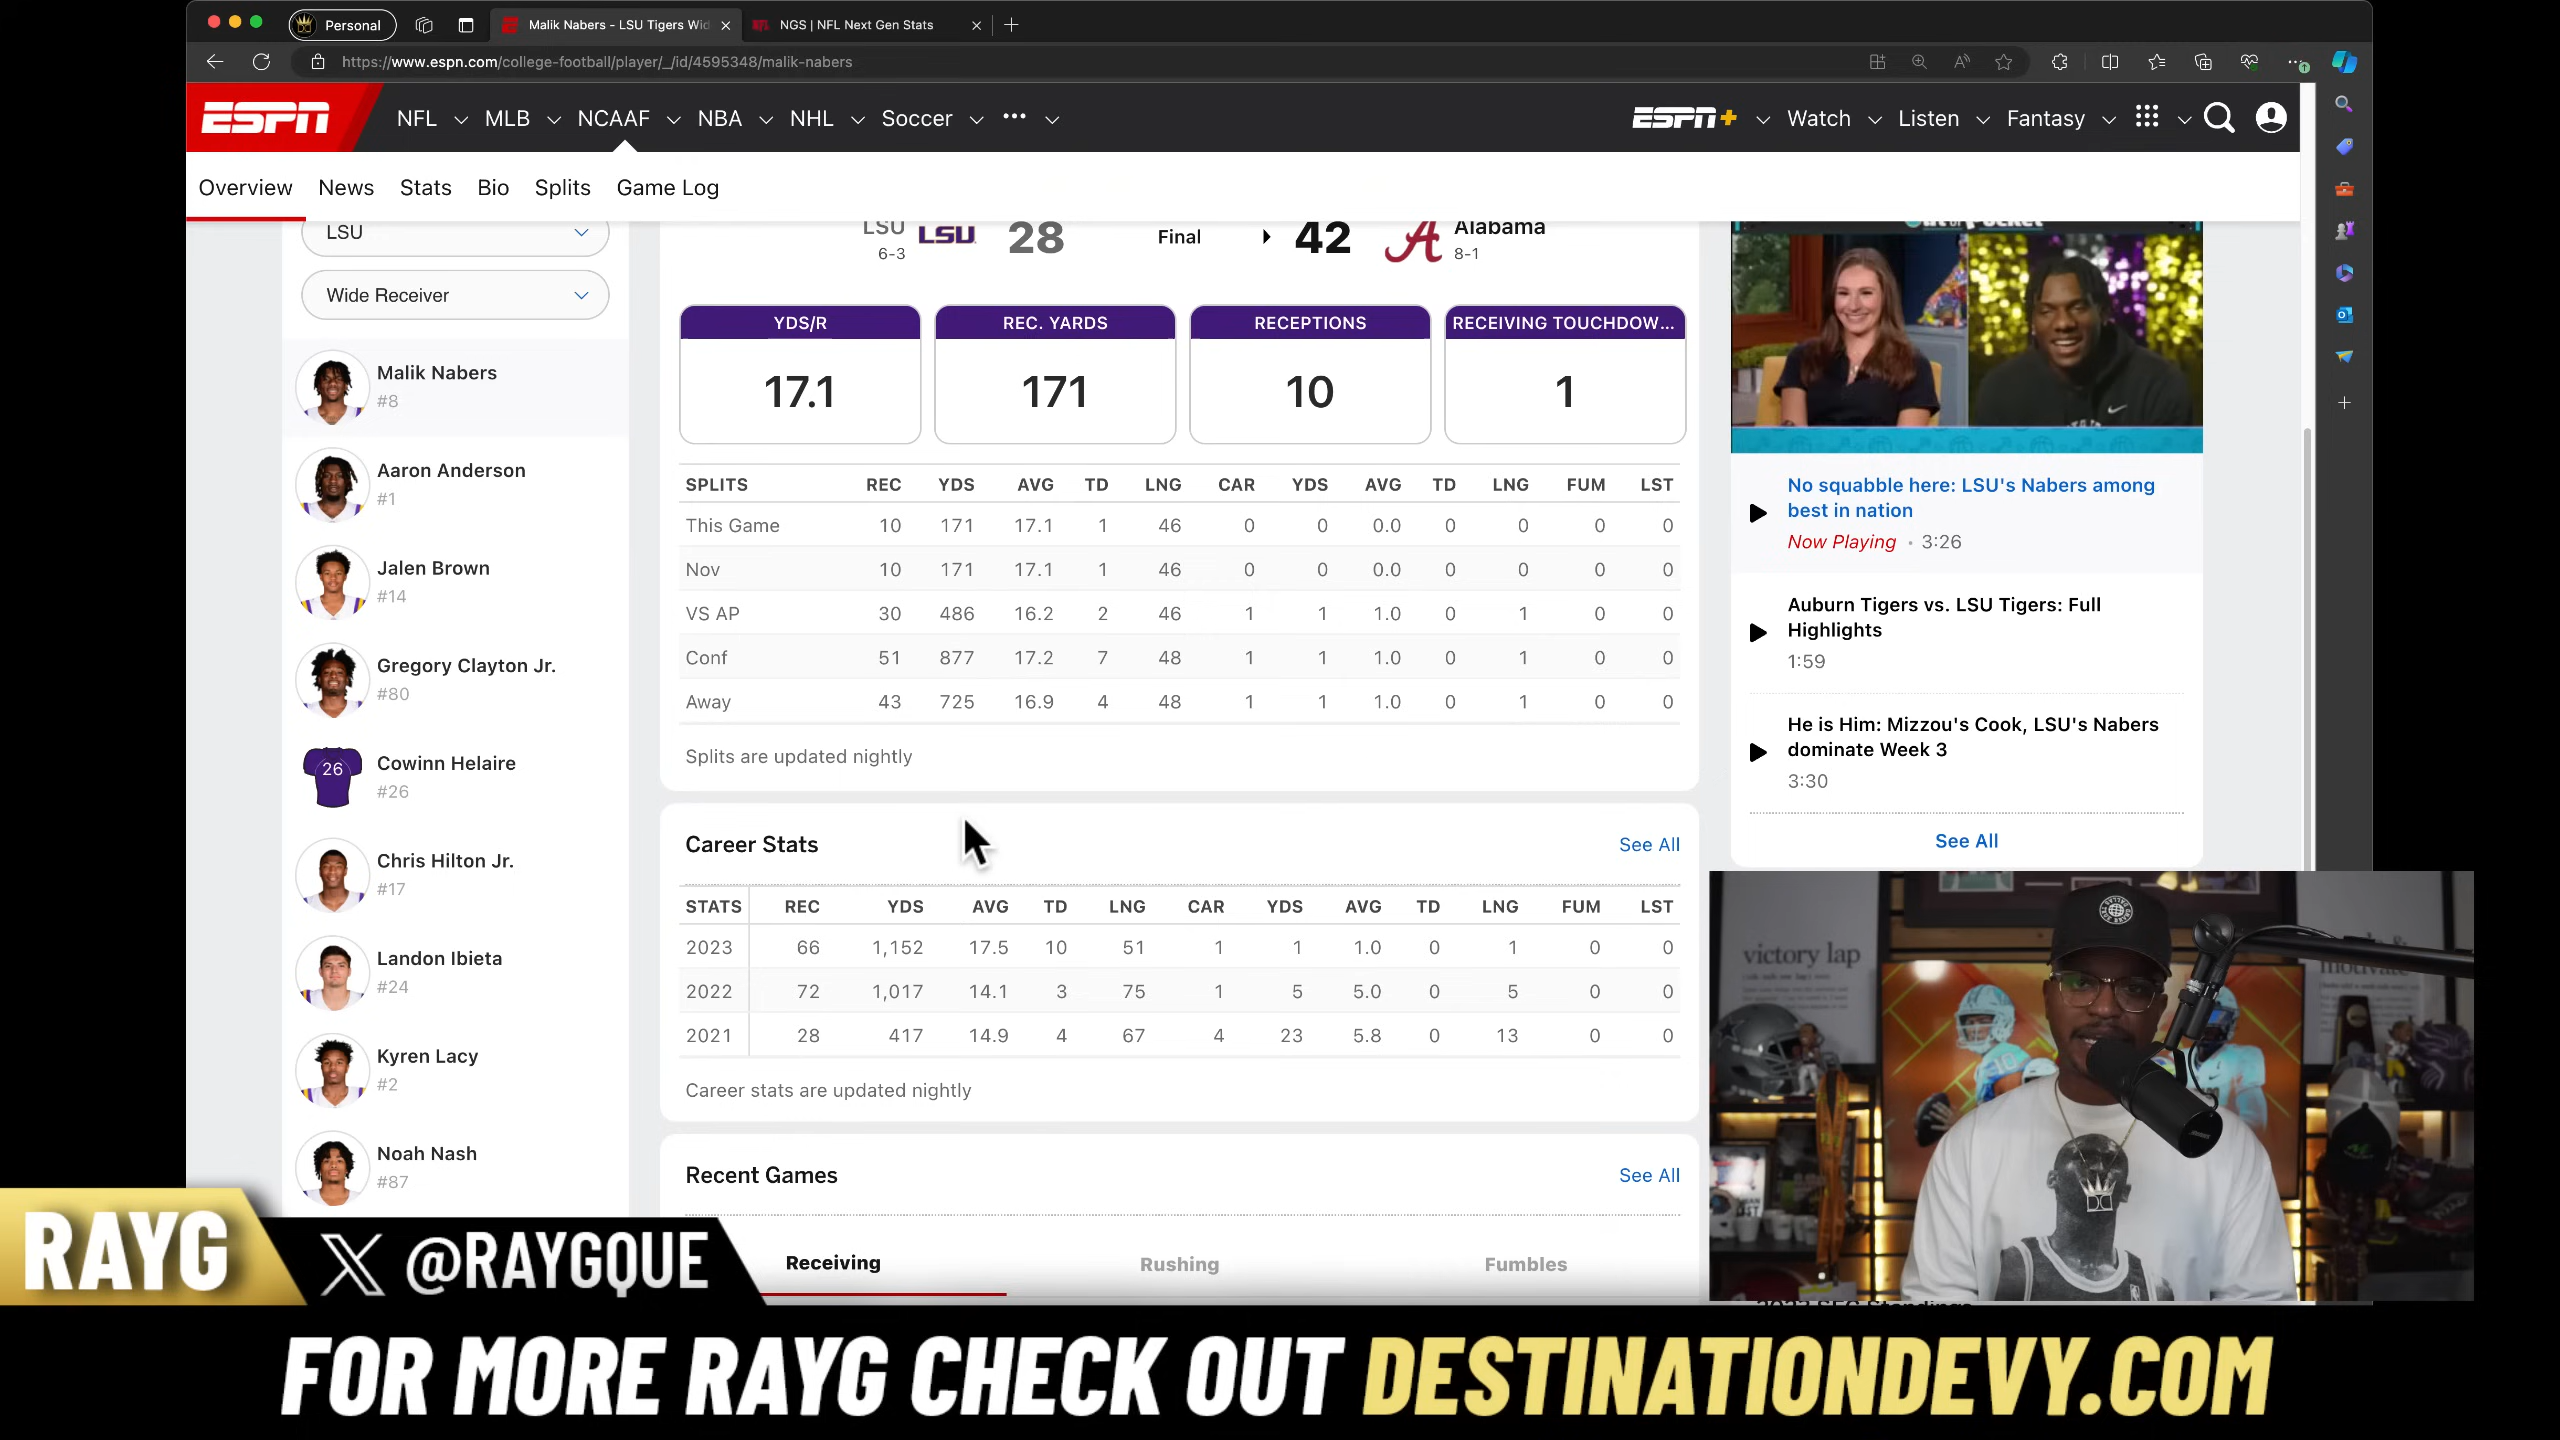 Personal
Malik Nabers - LSU Tigers Wid
NGS | NFL Next Gen Stats
https://www.espn.com/college-football/player/_/id/4595348/malik-nabers
ESPN NFL MLB NCAAF NBA NHL Soccer ESPN+ Watch Listen Fantasy
Overview News Stats Bio Splits Game Log
LSU
Wide Receiver
Malik Nabers
#8
Aaron Anderson
#1
Jalen Brown
#14
Gregory Clayton Jr.
#80
26
Cowinn Helaire
#26
Chris Hilton Jr.
#17
Landon Ibieta
#24
Kyren Lacy
#2
Noah Nash
#87
LSU LSU 28 Final 42 A Alabama
6-3 8-1
YDS/R REC. YARDS RECEPTIONS RECEIVING TOUCHDOW...
17.1 171 10 1
SPLITS REC YDS AVG TD LNG CAR YDS AVG TD LNG FUM LST
This Game 10 171 17.1 1 46 0 0 0.0 0 0 0 0
Nov 10 171 17.1 1 46 0 0 0.0 0 0 0 0
VS AP 30 486 16.2 2 46 1 1 1.0 0 1 0 0
Conf 51 877 17.2 7 48 1 1 1.0 0 1 0 0
Away 43 725 16.9 4 48 1 1 1.0 0 1 0 0
Splits are updated nightly
Career Stats See All
STATS REC YDS AVG TD LNG CAR YDS AVG TD LNG FUM LST
2023 66 1,152 17.5 10 51 1 1 1.0 0 1 0 0
2022 72 1,017 14.1 3 75 1 5 5.0 0 5 0 0
2021 28 417 14.9 4 67 4 23 5.8 0 13 0 0
Career stats are updated nightly
Recent Games See All
Receiving Rushing Fumbles
No squabble here: LSU's Nabers among
best in nation
Now Playing • 3:26
Auburn Tigers vs. LSU Tigers: Full
Highlights
1:59
He is Him: Mizzou's Cook, LSU's Nabers
dominate Week 3
3:30
See All
victory lap
RAYG X @RAYGQUE
FOR MORE RAYG CHECK OUT DESTINATIONDEVY.COM